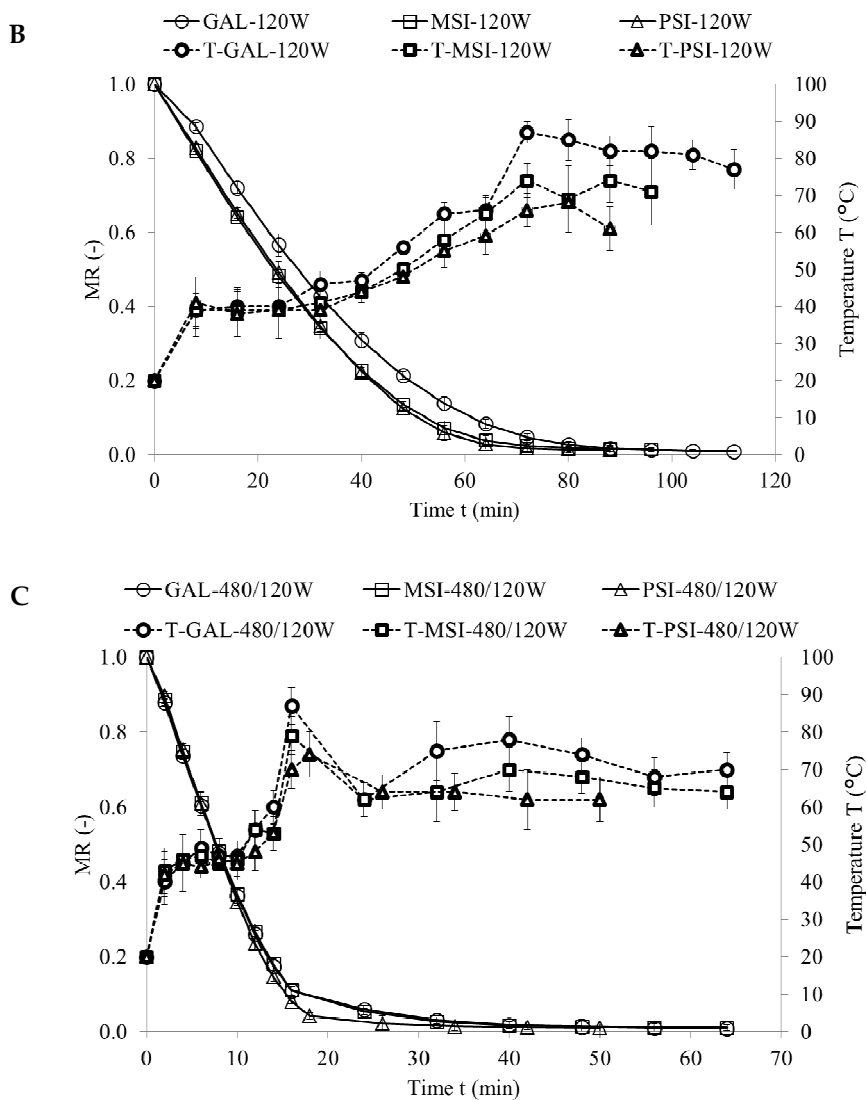 B
GAL-120W MSI-120W PSI-120W
T-GAL-120W T-MSI-120W T-PSI-120W
1.0 100
90
0.8 80
70
0.6 60
50
0.4 40
30
0.2 20
10
0.0 0
0 20 40 60 80 100 120
MR (-)
Temperature T (°C)
Time t (min)
C
GAL-480/120W MSI-480/120W PSI-480/120W
T-GAL-480/120W T-MSI-480/120W T-PSI-480/120W
1.0 100
90
0.8 80
70
0.6 60
50
0.4 40
30
0.2 20
10
0.0 0
0 10 20 30 40 50 60 70
MR (-)
Temperature T (°C)
Time t (min)